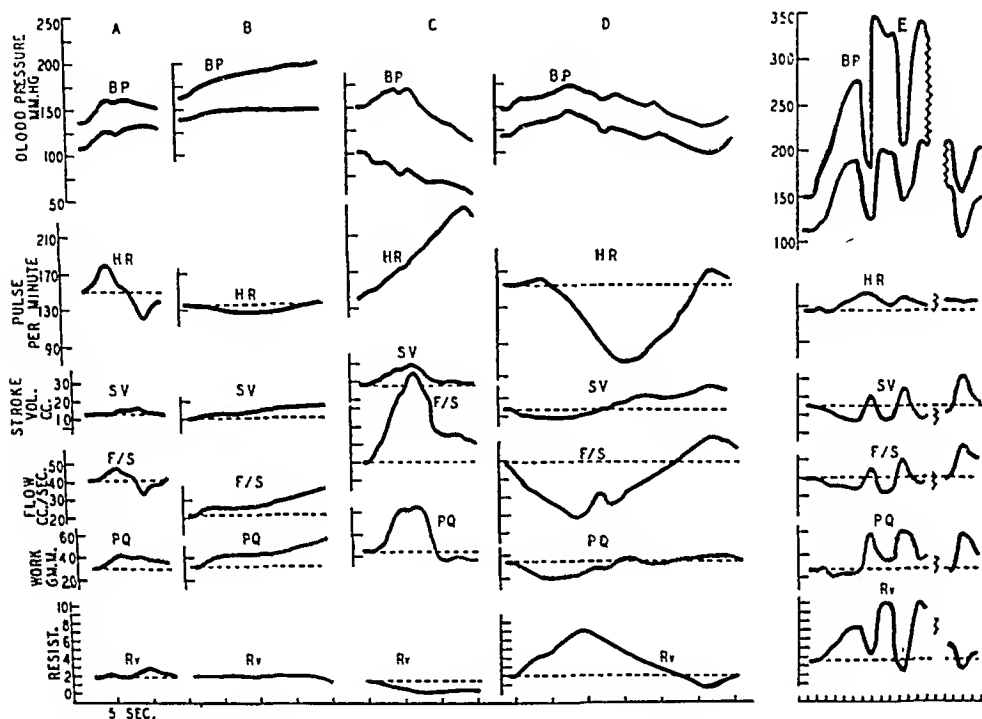 A
B
C
D
E
OLOOD PRESSURE
MM.HG
250
200
150
100
50
BP
BP
BP
BP
BP
350
300
250
200
150
100
PULSE
PER MINUTE
210
170
130
90
HR
HR
HR
HR
HR
STROKE
VOL.
CC.
30
20
10
SV
SV
SV
SV
SV
FLOW
CC./SEC.
50
40
30
20
F/S
F/S
F/S
F/S
F/S
WORK
GM.M.
60
40
20
PQ
PQ
PQ
PQ
PQ
RESIST.
10
8
6
4
2
0
Rv
Rv
Rv
Rv
Rv
5 SEC.